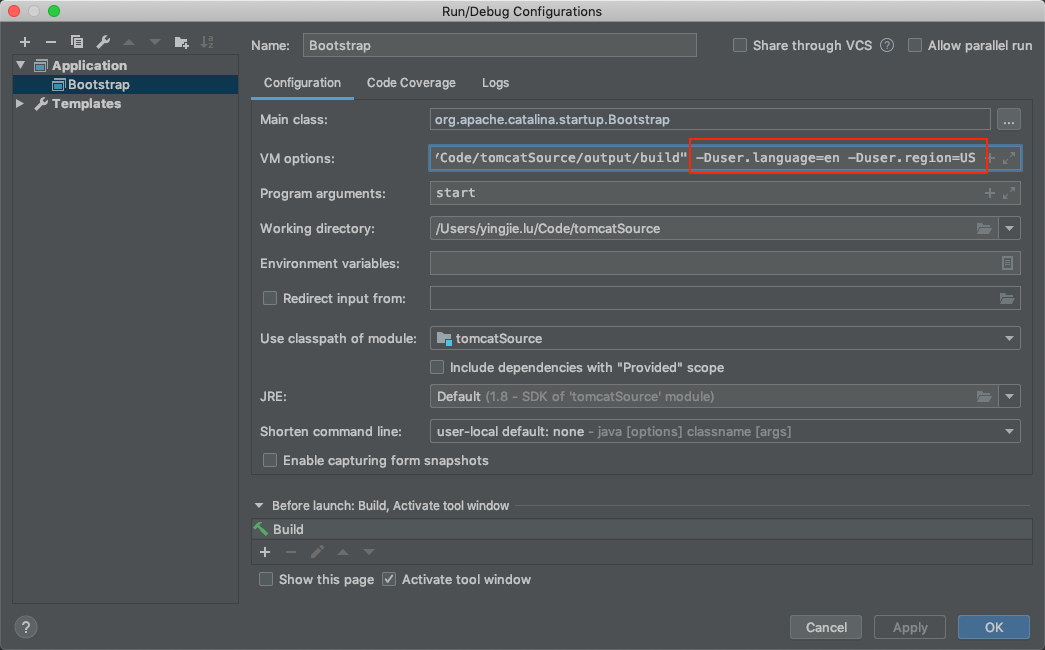 Run/Debug Configurations
Name: Bootstrap Share through VCS ? Allow parallel run
Application
Bootstrap
Templates
Configuration Code Coverage Logs
Main class: org.apache.catalina.startup.Bootstrap ...
VM options: 'Code/tomcatSource/output/build" -Duser.language=en -Duser.region=US
Program arguments: start
Working directory: /Users/yingjie.lu/Code/tomcatSource
Environment variables:
Redirect input from:
Use classpath of module: tomcatSource
Include dependencies with "Provided" scope
JRE: Default (1.8 - SDK of 'tomcatSource' module)
Shorten command line: user-local default: none - java [options] classname [args]
Enable capturing form snapshots
Before launch: Build, Activate tool window
Build
Show this page Activate tool window
? Cancel Apply OK